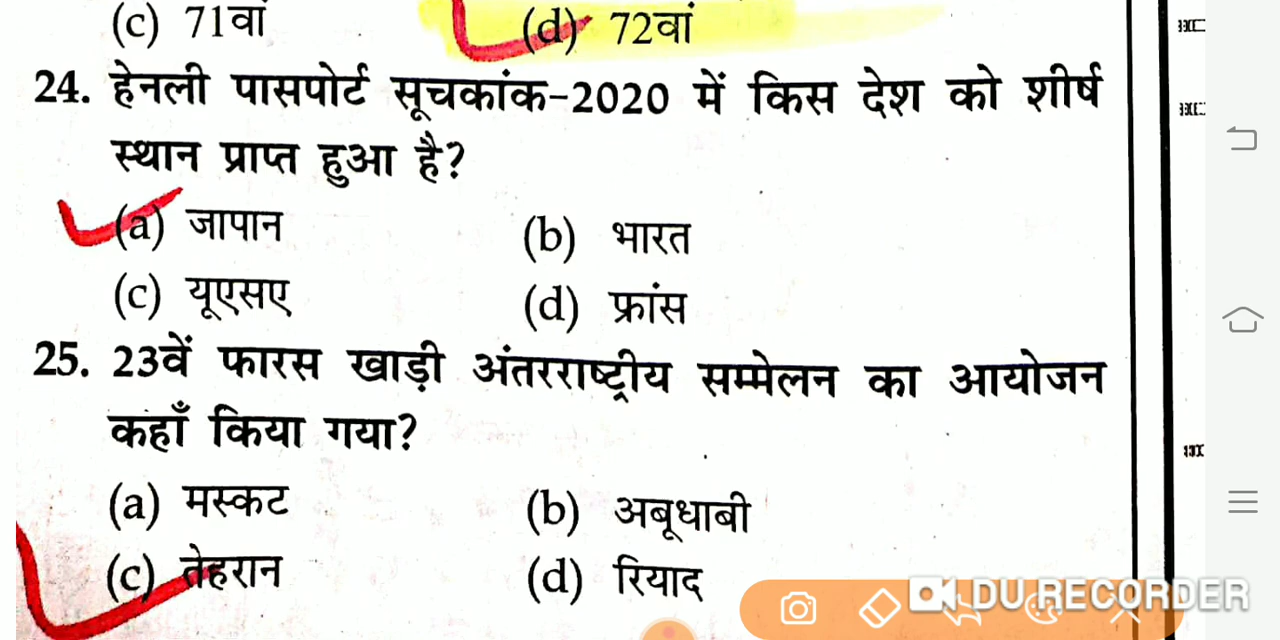 (c) 71वां (d) 72वां
24. हेनली पासपोर्ट सूचकांक-2020 में किस देश को शीर्ष
स्थान प्राप्त हुआ है?
(a) जापान (b) भारत
(c) यूएसए (d) फ्रांस
25. 23वें फारस खाड़ी अंतरराष्ट्रीय सम्मेलन का आयोजन
कहाँ किया गया?
(a) मस्कट (b) अबूधाबी
(c) तेहरान (d) रियाद
DU RECORDER